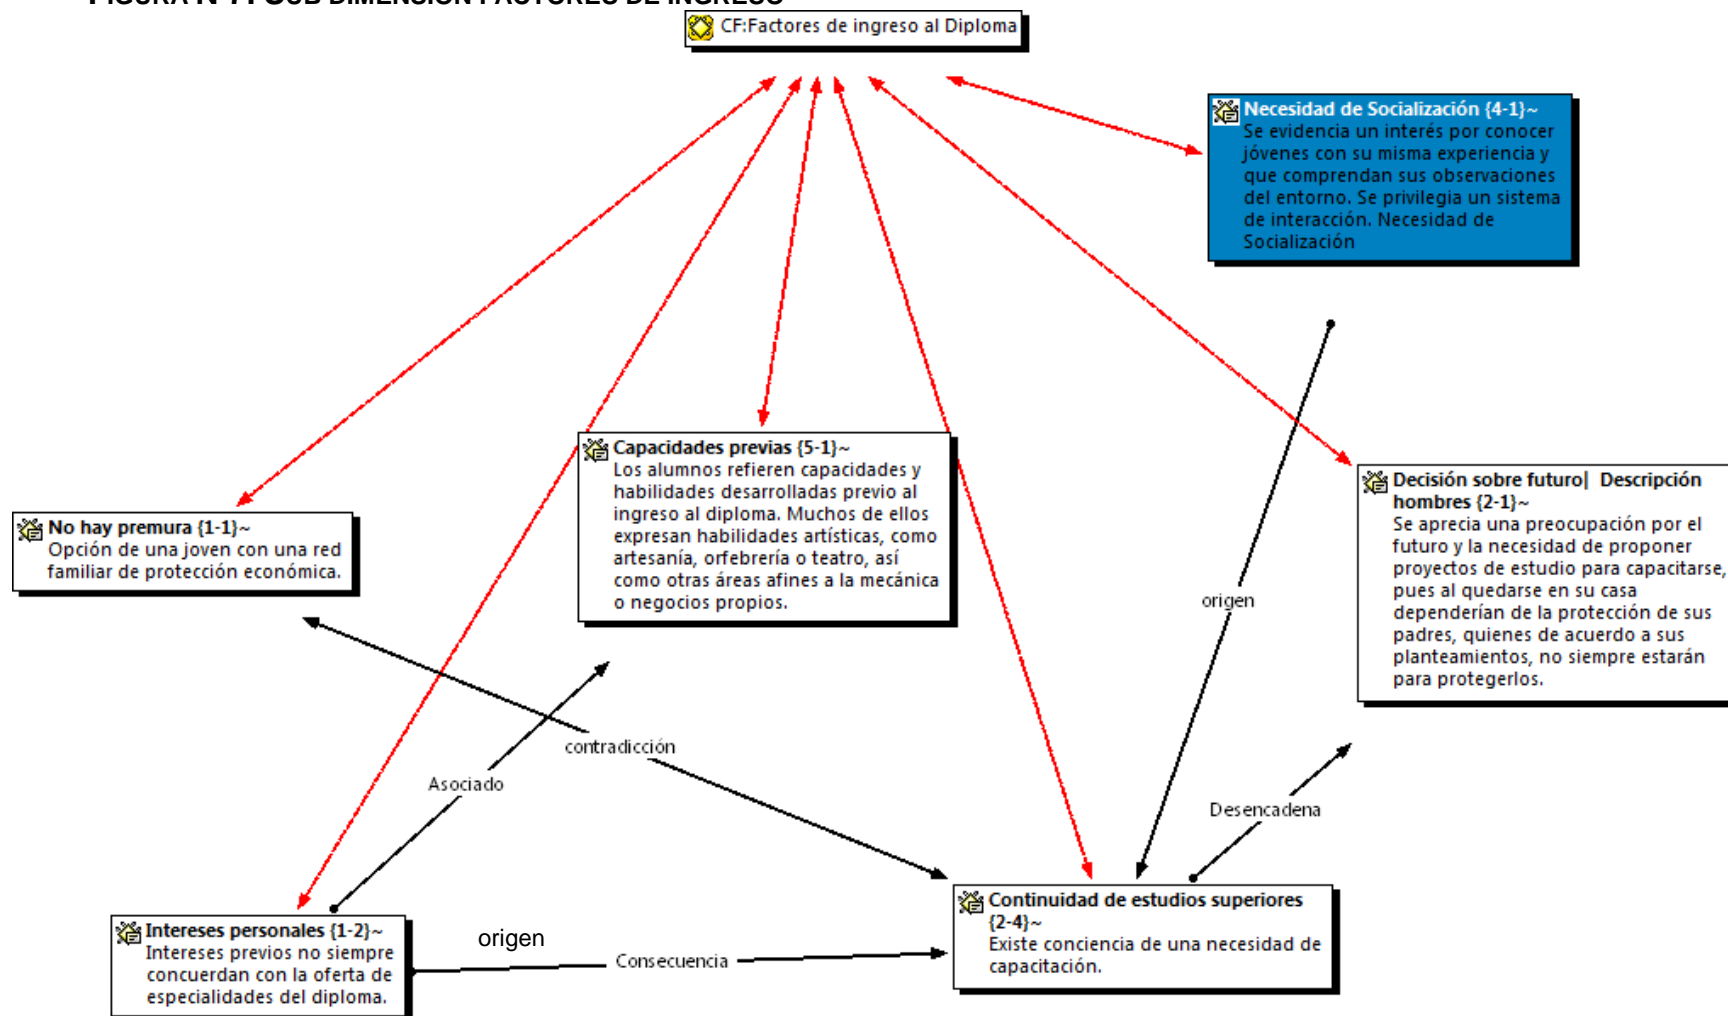 FIGURA N°7: SUB DIMENSIÓN FACTORES DE INGRESO
CF:Factores de ingreso al Diploma
Necesidad de Socialización {4-1}~
Se evidencia un interés por conocer
jóvenes con su misma experiencia y
que comprendan sus observaciones
del entorno. Se privilegia un sistema
de interacción. Necesidad de
Socialización
Capacidades previas {5-1}~
Los alumnos refieren capacidades y
habilidades desarrolladas previo al
ingreso al diploma. Muchos de ellos
expresan habilidades artísticas, como
artesanía, orfebrería o teatro, así
como otras áreas afines a la mecánica
o negocios propios.
Decisión sobre futuro| Descripción
hombres {2-1}~
Se aprecia una preocupación por el
futuro y la necesidad de proponer
proyectos de estudio para capacitarse,
pues al quedarse en su casa
dependerían de la protección de sus
padres, quienes de acuerdo a sus
planteamientos, no siempre estarán
para protegerlos.
No hay premura {1-1}~
Opción de una joven con una red
familiar de protección económica.
origen
contradicción
Asociado
Desencadena
Intereses personales {1-2}~
Intereses previos no siempre
concuerdan con la oferta de
especialidades del diploma.
origen
Consecuencia
Continuidad de estudios superiores
{2-4}~
Existe conciencia de una necesidad de
capacitación.